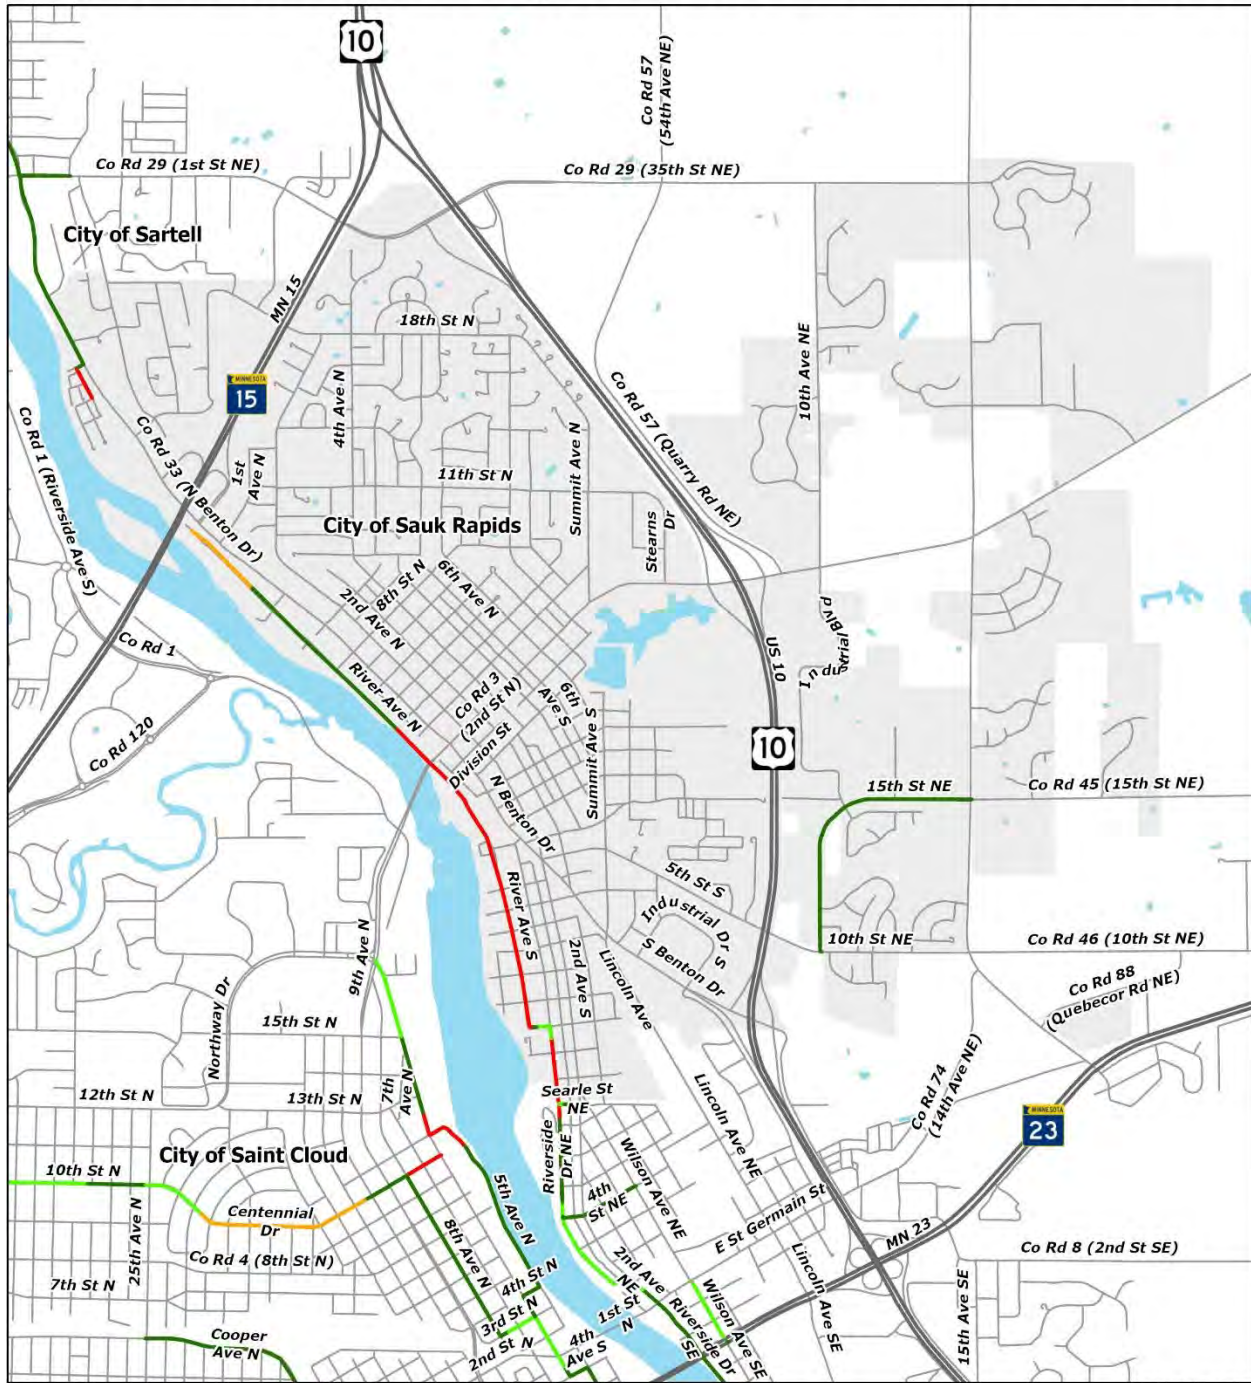 10
Co Rd 57
(54th Ave NE)
Co Rd 29 (1st St NE)
Co Rd 29 (35th St NE)
City of Sartell
MN 15
18th St N
10th Ave NE
4th Ave N
MINNESOTA
15
Co Rd 57 (Quarry Rd NE)
Co Rd 1 (Riverside Ave S)
Co Rd 33 (N Benton Dr)
1st
Ave N
11th St N
Summit Ave N
City of Sauk Rapids
Stearns
Dr
8th St N
6th Ave N
2nd Ave N
Industrial
Blvd
Co Rd 1
US 10
River Ave N
Co Rd 3
(2nd St N)
6th
Ave S
Summit Ave S
Co Rd 120
Division St
10
N Benton Dr
15th St NE
Co Rd 45 (15th St NE)
5th St S
River Ave S
Industrial Dr S
10th St NE
Co Rd 46 (10th St NE)
9th Ave N
2nd Ave S
S Benton Dr
Lincoln Ave
Northway Dr
Co Rd 88
(Quebecor Rd NE)
15th St N
12th St N
13th St N
7th
Ave N
Searle St
NE
Lincoln Ave NE
Co Rd 74
(14th Ave NE)
MINNESOTA
23
City of Saint Cloud
10th St N
Riverside
Dr NE
Wilson Ave NE
5th Ave N
4th
St NE
25th Ave N
Centennial
Dr
8th Ave N
E St Germain St
MN 23
Co Rd 4 (8th St N)
Co Rd 8 (2nd St SE)
7th St N
4th St N
2nd Ave
NE
3rd St N
1st St
N
Riverside Dr
SE
Wilson Ave SE
Lincoln Ave SE
15th Ave SE
Cooper
Ave N
2nd St N
4th
Ave S